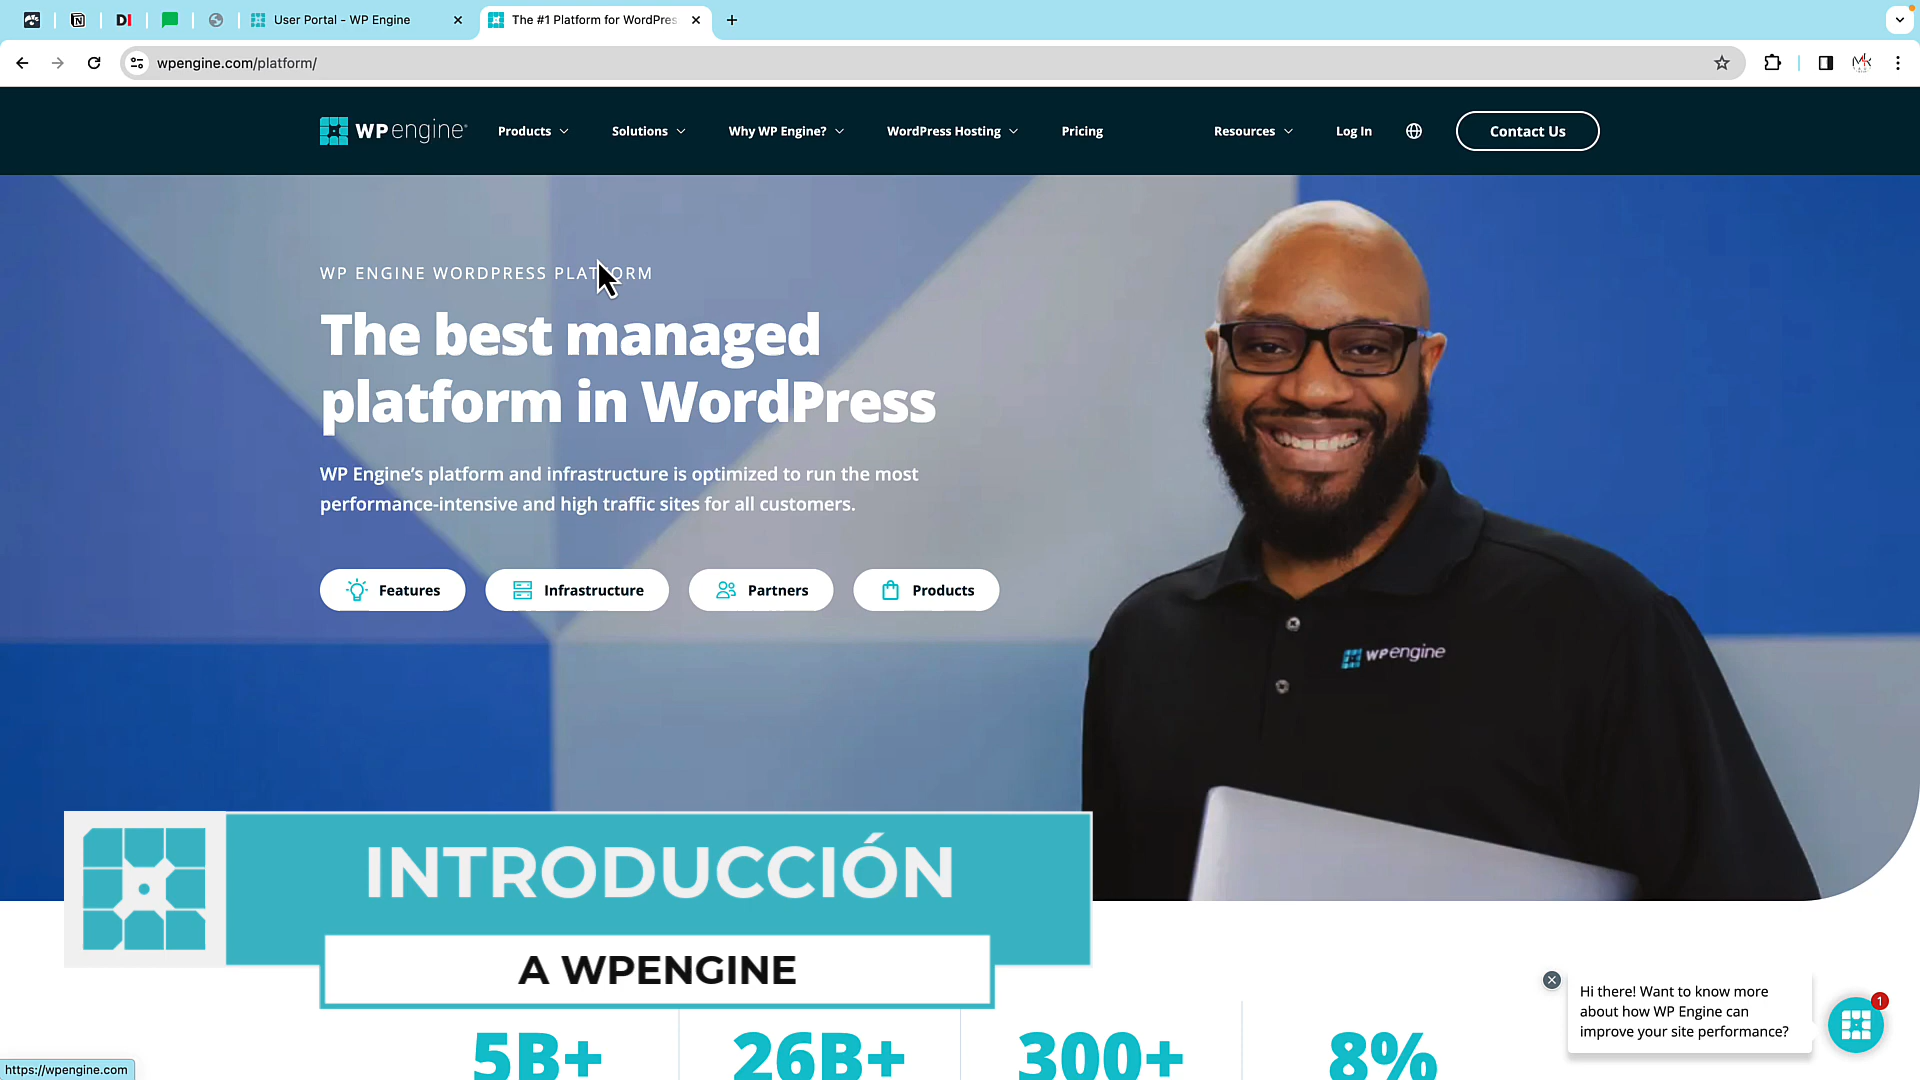 DI
User Portal - WP Engine
The #1 Platform for WordPres
wpengine.com/platform/
WP engine
Products
Solutions
Why WP Engine?
WordPress Hosting
Pricing
Resources
Log In
Contact Us
WP ENGINE WORDPRESS PLATFORM
The best managed
platform in WordPress
WP Engine’s platform and infrastructure is optimized to run the most
performance-intensive and high traffic sites for all customers.
Features
Infrastructure
Partners
Products
WP engine
INTRODUCCIÓN
A WPENGINE
5B+
26B+
300+
8%
Hi there! Want to know more
about how WP Engine can
improve your site performance?
1
https://wpengine.com